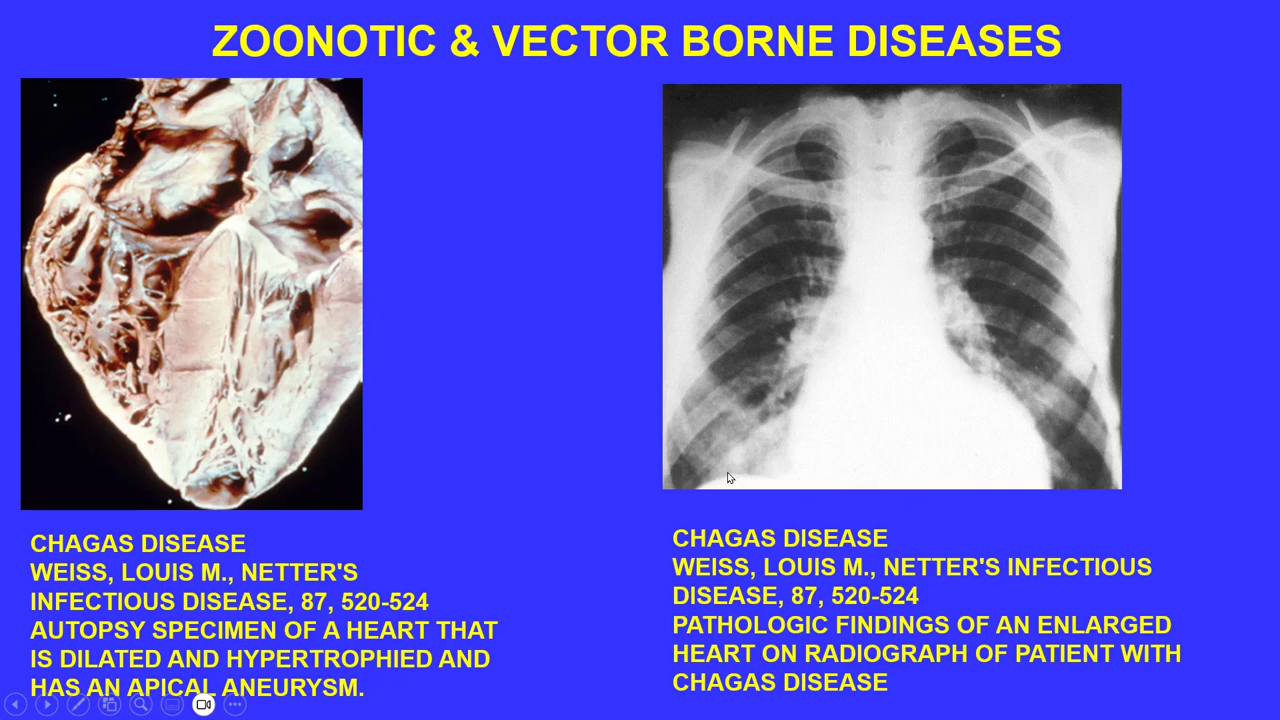 ZOONOTIC & VECTOR BORNE DISEASES
CHAGAS DISEASE
WEISS, LOUIS M., NETTER'S
INFECTIOUS DISEASE, 87, 520-524
AUTOPSY SPECIMEN OF A HEART THAT
IS DILATED AND HYPERTROPHIED AND
HAS AN APICAL ANEURYSM.
CHAGAS DISEASE
WEISS, LOUIS M., NETTER'S INFECTIOUS
DISEASE, 87, 520-524
PATHOLOGIC FINDINGS OF AN ENLARGED
HEART ON RADIOGRAPH OF PATIENT WITH
CHAGAS DISEASE